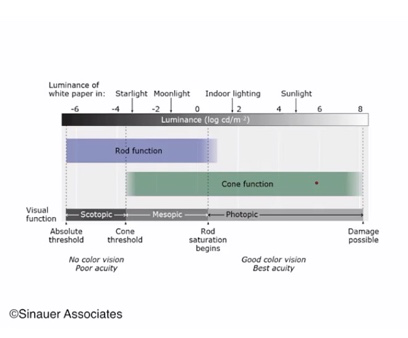 Luminance of
white paper in:
Starlight Moonlight Indoor lighting Sunlight
−6 −4 −2 0 2 4 6 8
Luminance (log cd/m²)
Rod function
Cone function
Visual
function
Scotopic Mesopic Photopic
Absolute
threshold
Cone
threshold
Rod
saturation
begins
Damage
possible
No color vision
Poor acuity
Good color vision
Best acuity
©Sinauer Associates